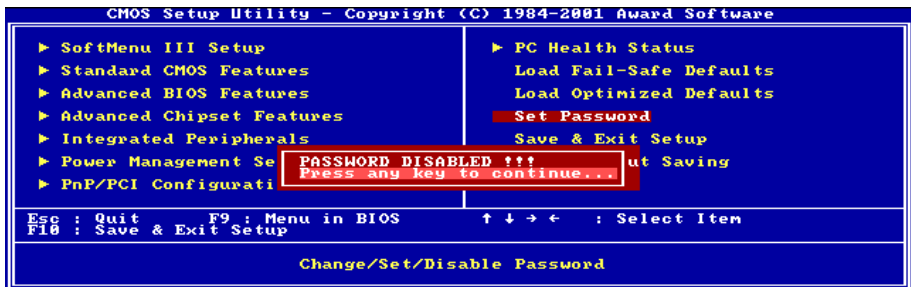 CMOS Setup Utility - Copyright (C) 1984-2001 Award Software
▶ SoftMenu III Setup
▶ Standard CMOS Features
▶ Advanced BIOS Features
▶ Advanced Chipset Features
▶ Integrated Peripherals
▶ Power Management Se
▶ PnP/PCI Configurati
▶ PC Health Status
Load Fail-Safe Defaults
Load Optimized Defaults
Set Password
Save & Exit Setup
ut Saving
PASSWORD DISABLED !!!
Press any key to continue...
Esc : Quit F9 : Menu in BIOS ↑ ↓ → ← : Select Item
F10 : Save & Exit Setup
Change/Set/Disable Password